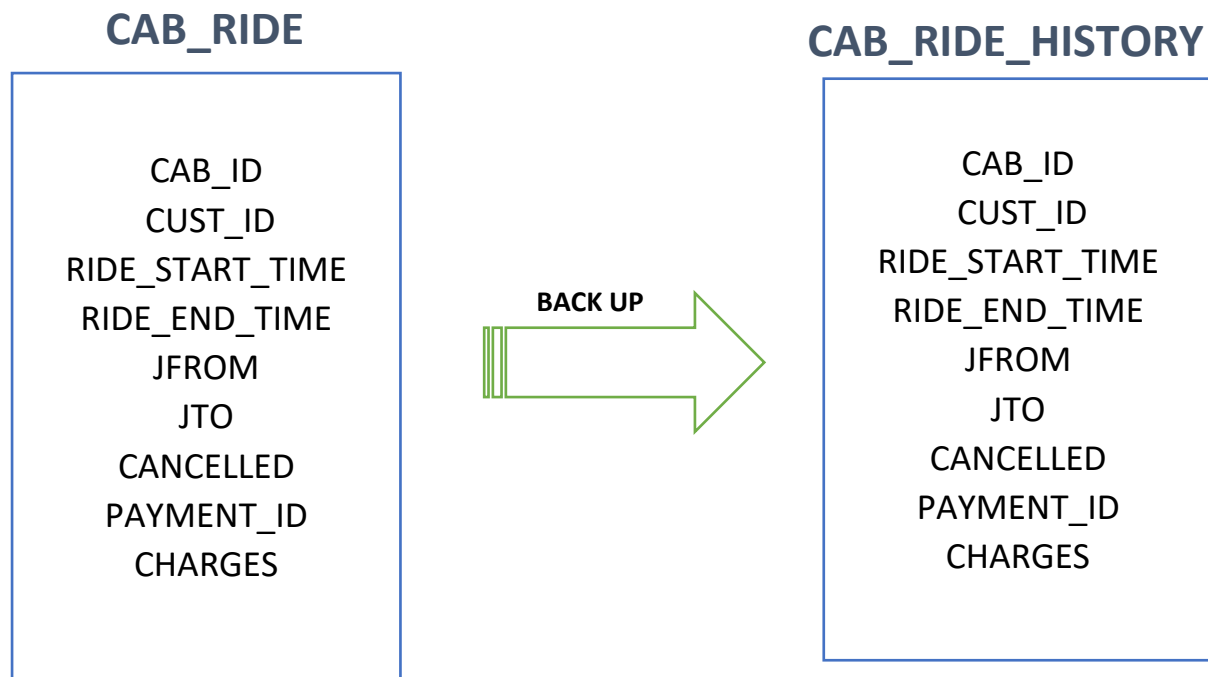 CAB_RIDE
CAB_ID
CUST_ID
RIDE_START_TIME
RIDE_END_TIME
JFROM
JTO
CANCELLED
PAYMENT_ID
CHARGES
BACK UP
CAB_RIDE_HISTORY
CAB_ID
CUST_ID
RIDE_START_TIME
RIDE_END_TIME
JFROM
JTO
CANCELLED
PAYMENT_ID
CHARGES